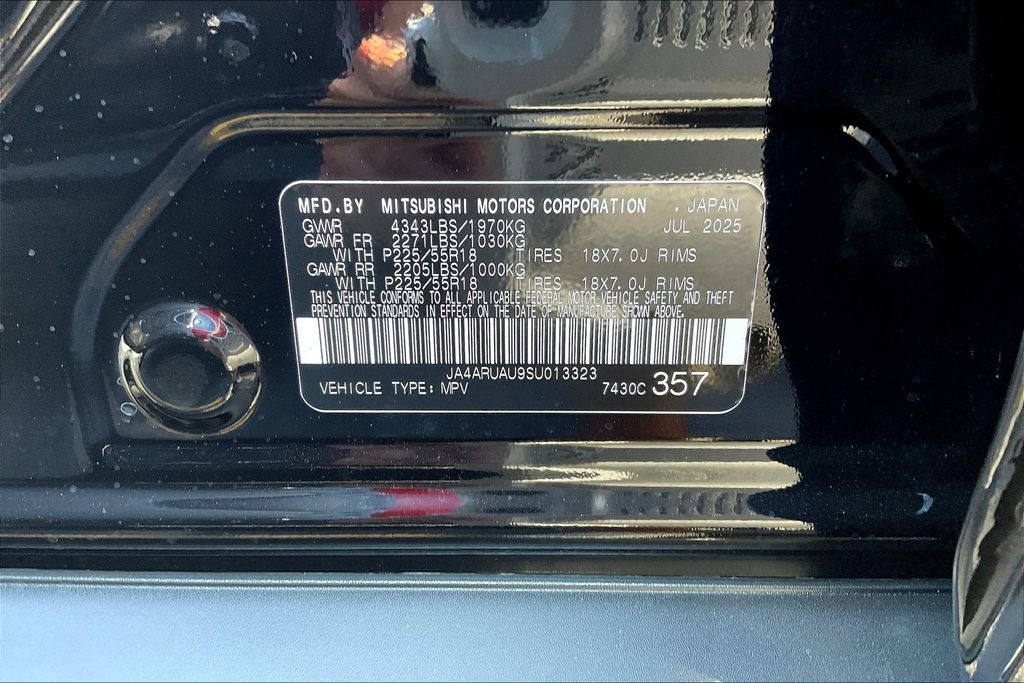 MFD.BY MITSUBISHI MOTORS CORPORATION . JAPAN
GVWR 4343LBS/1970KG JUL 2025
GAWR FR 2271LBS/1030KG
WITH P225/55R18 TIRES 18X7.0J RIMS
GAWR RR 2205LBS/1000KG
WITH P225/55R18 TIRES 18X7.0J RIMS
THIS VEHICLE CONFORMS TO ALL APPLICABLE FEDERAL MOTOR VEHICLE SAFETY AND THEFT
PREVENTION STANDARDS IN EFFECT ON THE DATE OF MANUFACTURE SHOWN ABOVE.
JA4ARUAU9SU013323
VEHICLE TYPE: MPV 7430C 357